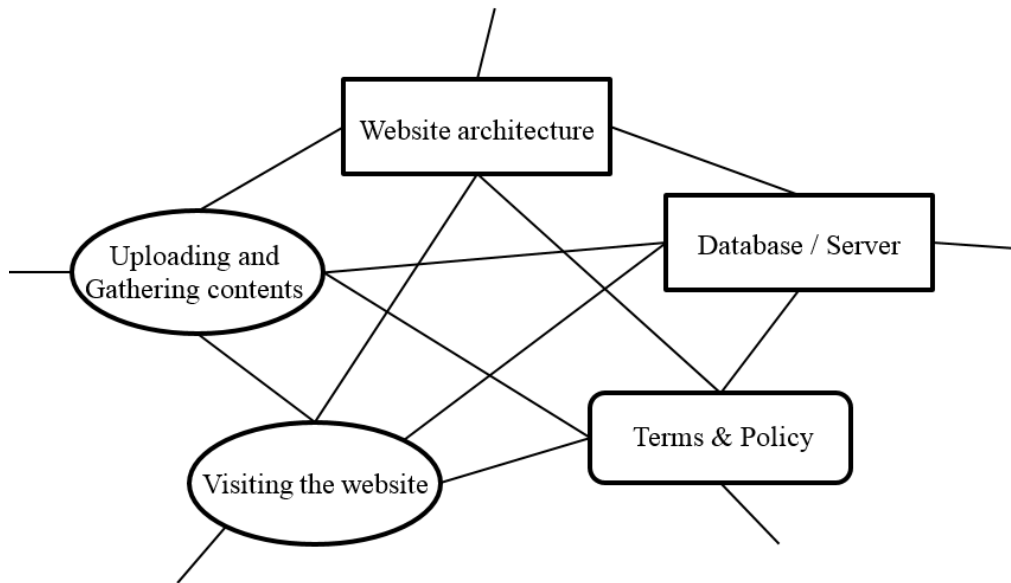 Website architecture
Uploading and
Gathering contents
Database / Server
Terms & Policy
Visiting the website